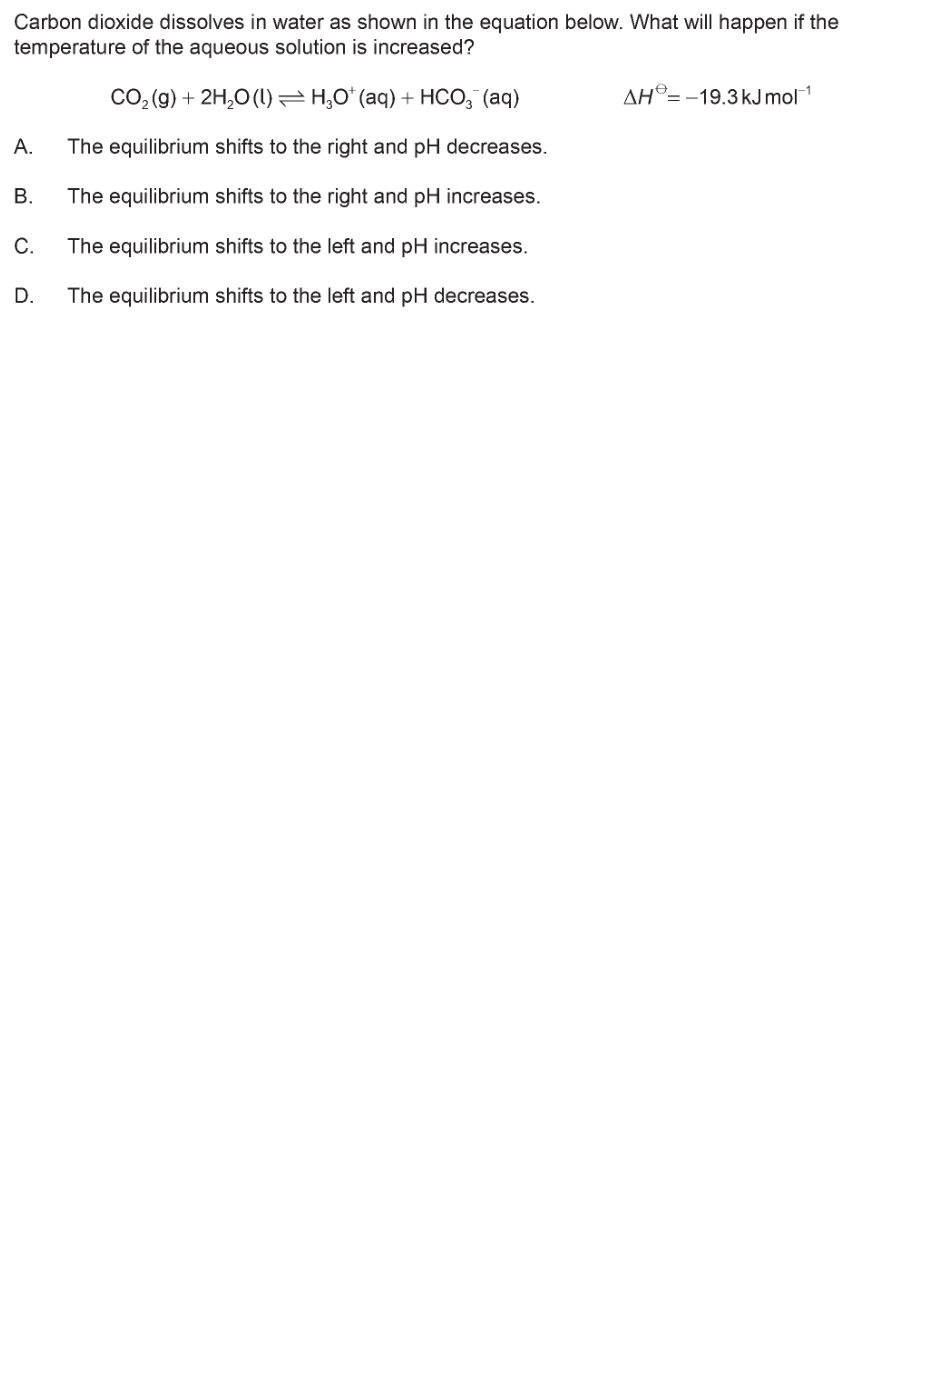 Carbon dioxide dissolves in water as shown in the equation below. What will happen if the
temperature of the aqueous solution is increased?
CO₂(g) + 2H₂O(l) ⇌ H₃O⁺(aq) + HCO₃⁻(aq) ΔH⦵ = −19.3 kJ mol⁻¹
A. The equilibrium shifts to the right and pH decreases.
B. The equilibrium shifts to the right and pH increases.
C. The equilibrium shifts to the left and pH increases.
D. The equilibrium shifts to the left and pH decreases.